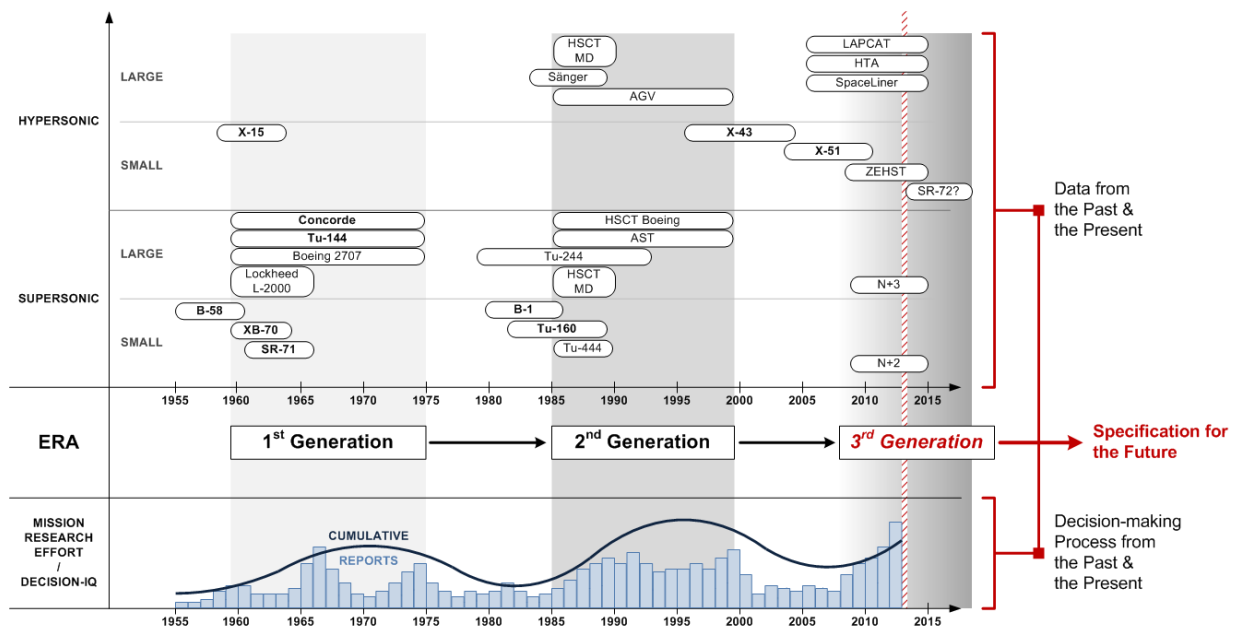 HYPERSONIC
LARGE
HSCT
MD
Sänger
AGV
LAPCAT
HTA
SpaceLiner
SMALL
X-15
X-43
X-51
ZEHST
SR-72?
SUPERSONIC
LARGE
Concorde
Tu-144
Boeing 2707
Lockheed
L-2000
HSCT Boeing
AST
Tu-244
HSCT
MD
N+3
SMALL
B-58
XB-70
SR-71
B-1
Tu-160
Tu-444
N+2
1955 1960 1965 1970 1975 1980 1985 1990 1995 2000 2005 2010 2015
Data from
the Past &
the Present
ERA
1st Generation
2nd Generation
3rd Generation
Specification for
the Future
MISSION
RESEARCH
EFFORT
/
DECISION-IQ
CUMULATIVE
REPORTS
Decision-making
Process from
the Past &
the Present
1955 1960 1965 1970 1975 1980 1985 1990 1995 2000 2005 2010 2015